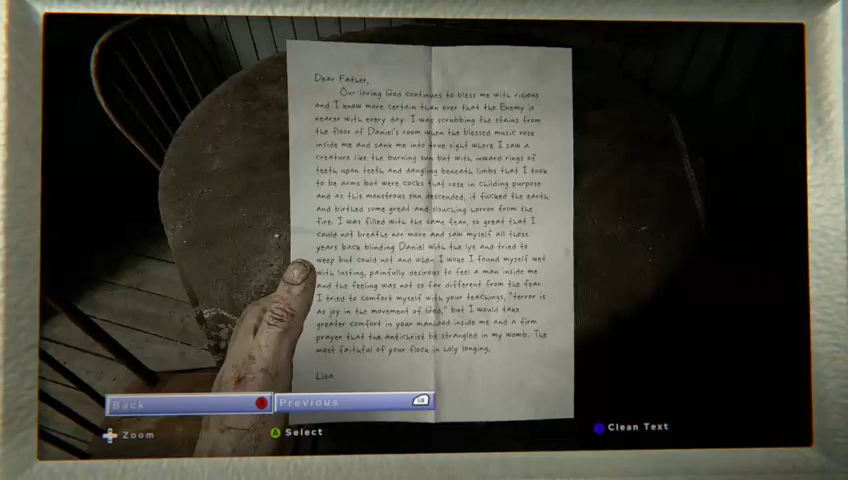 Dear Father,
Our loving God continues to bless me with visions
and I know more certain than ever that the Enemy is
nearer with every day. I was scrubbing the stains from
the floor of Daniel's room when the blessed music rose
inside me and sank me into true sight where I saw a
creature like the burning sun but with inward rings of
teeth upon teeth and dangling beneath limbs that I took
to be arms but were cocks that rose in childing purpose
and as this monstrous sun descended, it fucked the earth
and birthed some great and slouching horror from the
fire. I was filled with the same fear, so great that I
could not breathe nor move and saw myself all those
years back blinding Daniel with the lye and tried to
weep but could not and when I woke I found myself wet
with lusting, painfully desirous to feel a man inside me
and the feeling was not so far different from the fear.
I tried to comfort myself with your teachings, "terror is
as joy in the movement of God," but I would take
greater comfort in your manhood inside me and a firm
prayer that the antichrist be strangled in my womb. The
most faithful of your flock in holy longing,
Lisa
Back B Previous LB
Zoom A Select X Clean Text